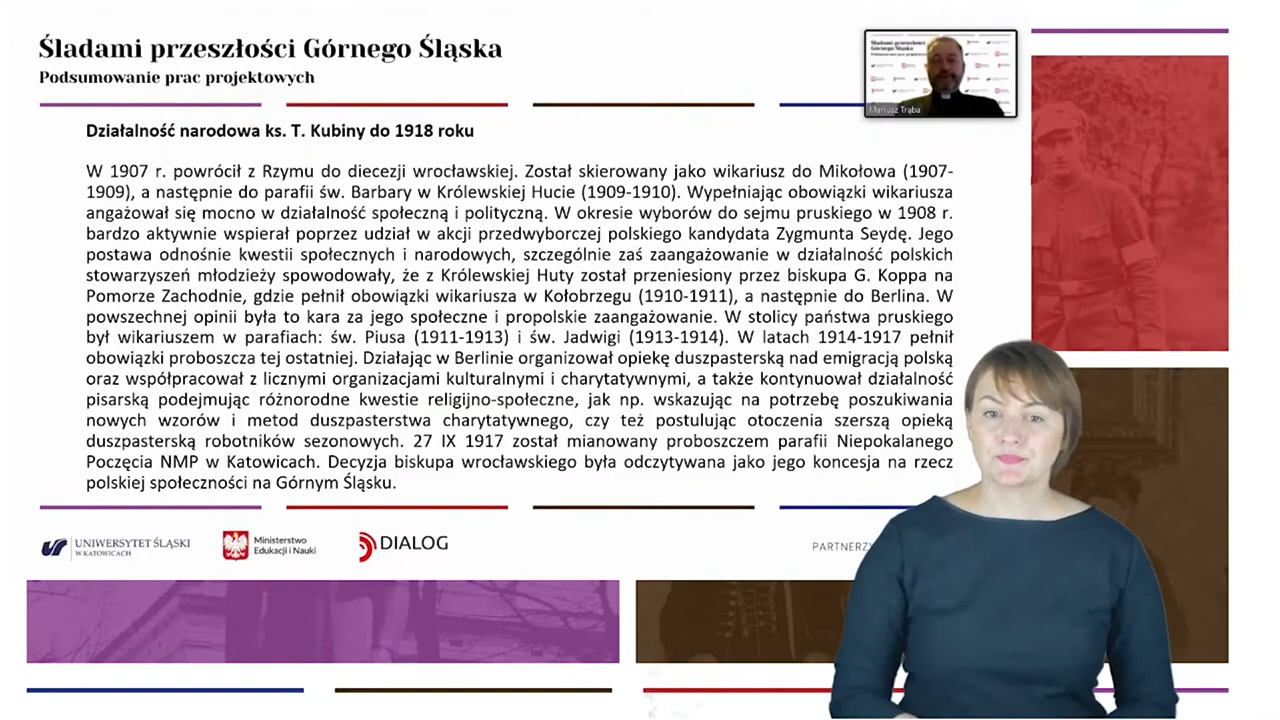 Śladami przeszłości Górnego Śląska
Podsumowanie prac projektowych
Mariusz Trąba
Działalność narodowa ks. T. Kubiny do 1918 roku
W 1907 r. powrócił z Rzymu do diecezji wrocławskiej. Został skierowany jako wikariusz do Mikołowa (1907-
1909), a następnie do parafii św. Barbary w Królewskiej Hucie (1909-1910). Wypełniając obowiązki wikariusza
angażował się mocno w działalność społeczną i polityczną. W okresie wyborów do sejmu pruskiego w 1908 r.
bardzo aktywnie wspierał poprzez udział w akcji przedwyborczej polskiego kandydata Zygmunta Seydę. Jego
postawa odnośnie kwestii społecznych i narodowych, szczególnie zaś zaangażowanie w działalność polskich
stowarzyszeń młodzieży spowodowały, że z Królewskiej Huty został przeniesiony przez biskupa G. Koppa na
Pomorze Zachodnie, gdzie pełnił obowiązki wikariusza w Kołobrzegu (1910-1911), a następnie do Berlina. W
powszechnej opinii była to kara za jego społeczne i propolskie zaangażowanie. W stolicy państwa pruskiego
był wikariuszem w parafiach: św. Piusa (1911-1913) i św. Jadwigi (1913-1914). W latach 1914-1917 pełnił
obowiązki proboszcza tej ostatniej. Działając w Berlinie organizował opiekę duszpasterską nad emigracją polską
oraz współpracował z licznymi organizacjami kulturalnymi i charytatywnymi, a także kontynuował działalność
pisarską podejmując różnorodne kwestie religijno-społeczne, jak np. wskazując na potrzebę poszukiwania
nowych wzorów i metod duszpasterstwa charytatywnego, czy też postulując otoczenia szerszą opieką
duszpasterską robotników sezonowych. 27 IX 1917 został mianowany proboszczem parafii Niepokalanego
Poczęcia NMP w Katowicach. Decyzja biskupa wrocławskiego była odczytywana jako jego koncesja na rzecz
polskiej społeczności na Górnym Śląsku.
UNIWERSYTET ŚLĄSKI
W KATOWICACH
Ministerstwo
Edukacji i Nauki
DIALOG
PARTNERZY